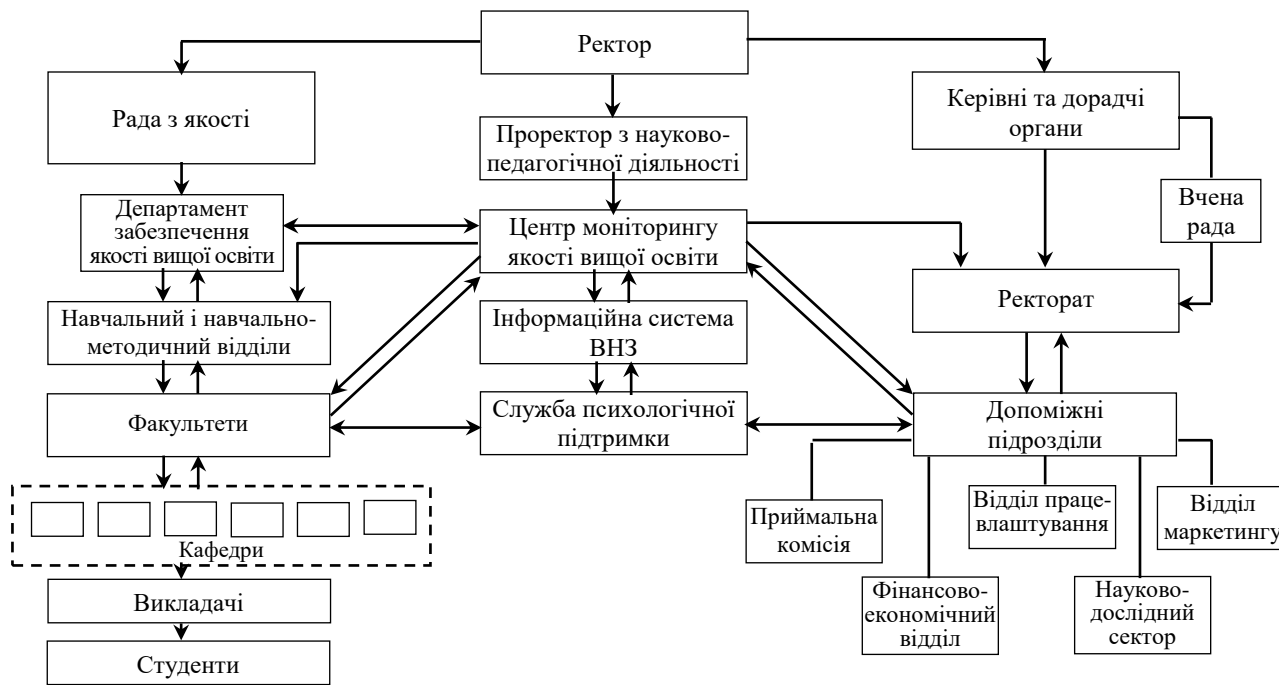 Ректор
Рада з якості
Керівні та дорадчі
органи
Проректор з науково-
педагогічної діяльності
Вчена
рада
Департамент
забезпечення
якості вищої освіти
Центр моніторингу
якості вищої освіти
Ректорат
Навчальний і навчально-
методичний відділи
Інформаційна система
ВНЗ
Факультети
Служба психологічної
підтримки
Допоміжні
підрозділи
Кафедри
Приймальна
комісія
Відділ праце-
влаштування
Відділ
маркетингу
Викладачі
Фінансово-
економічний
відділ
Науково-
дослідний
сектор
Студенти